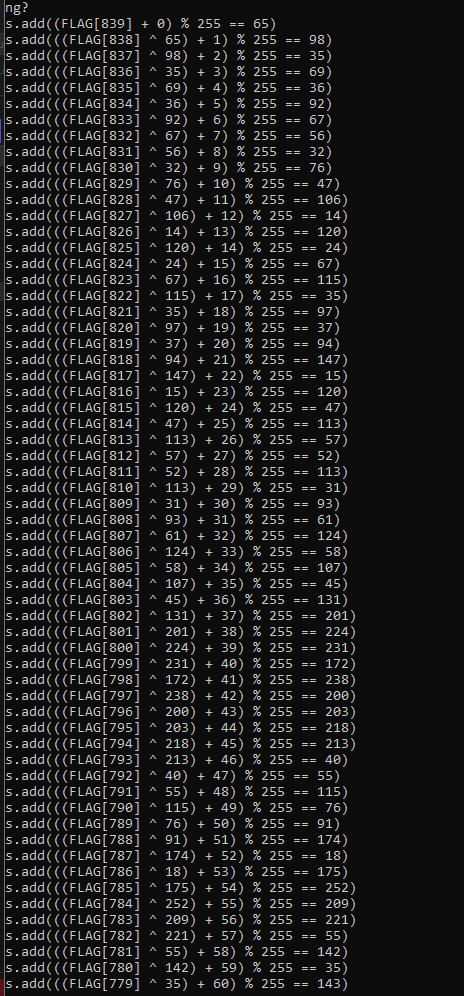 ng?
s.add((FLAG[839] + 0) % 255 == 65)
s.add(((FLAG[838] ^ 65) + 1) % 255 == 98)
s.add(((FLAG[837] ^ 98) + 2) % 255 == 35)
s.add(((FLAG[836] ^ 35) + 3) % 255 == 69)
s.add(((FLAG[835] ^ 69) + 4) % 255 == 36)
s.add(((FLAG[834] ^ 36) + 5) % 255 == 92)
s.add(((FLAG[833] ^ 92) + 6) % 255 == 67)
s.add(((FLAG[832] ^ 67) + 7) % 255 == 56)
s.add(((FLAG[831] ^ 56) + 8) % 255 == 32)
s.add(((FLAG[830] ^ 32) + 9) % 255 == 76)
s.add(((FLAG[829] ^ 76) + 10) % 255 == 47)
s.add(((FLAG[828] ^ 47) + 11) % 255 == 106)
s.add(((FLAG[827] ^ 106) + 12) % 255 == 14)
s.add(((FLAG[826] ^ 14) + 13) % 255 == 120)
s.add(((FLAG[825] ^ 120) + 14) % 255 == 24)
s.add(((FLAG[824] ^ 24) + 15) % 255 == 67)
s.add(((FLAG[823] ^ 67) + 16) % 255 == 115)
s.add(((FLAG[822] ^ 115) + 17) % 255 == 35)
s.add(((FLAG[821] ^ 35) + 18) % 255 == 97)
s.add(((FLAG[820] ^ 97) + 19) % 255 == 37)
s.add(((FLAG[819] ^ 37) + 20) % 255 == 94)
s.add(((FLAG[818] ^ 94) + 21) % 255 == 147)
s.add(((FLAG[817] ^ 147) + 22) % 255 == 15)
s.add(((FLAG[816] ^ 15) + 23) % 255 == 120)
s.add(((FLAG[815] ^ 120) + 24) % 255 == 47)
s.add(((FLAG[814] ^ 47) + 25) % 255 == 113)
s.add(((FLAG[813] ^ 113) + 26) % 255 == 57)
s.add(((FLAG[812] ^ 57) + 27) % 255 == 52)
s.add(((FLAG[811] ^ 52) + 28) % 255 == 113)
s.add(((FLAG[810] ^ 113) + 29) % 255 == 31)
s.add(((FLAG[809] ^ 31) + 30) % 255 == 93)
s.add(((FLAG[808] ^ 93) + 31) % 255 == 61)
s.add(((FLAG[807] ^ 61) + 32) % 255 == 124)
s.add(((FLAG[806] ^ 124) + 33) % 255 == 58)
s.add(((FLAG[805] ^ 58) + 34) % 255 == 107)
s.add(((FLAG[804] ^ 107) + 35) % 255 == 45)
s.add(((FLAG[803] ^ 45) + 36) % 255 == 131)
s.add(((FLAG[802] ^ 131) + 37) % 255 == 201)
s.add(((FLAG[801] ^ 201) + 38) % 255 == 224)
s.add(((FLAG[800] ^ 224) + 39) % 255 == 231)
s.add(((FLAG[799] ^ 231) + 40) % 255 == 172)
s.add(((FLAG[798] ^ 172) + 41) % 255 == 238)
s.add(((FLAG[797] ^ 238) + 42) % 255 == 200)
s.add(((FLAG[796] ^ 200) + 43) % 255 == 203)
s.add(((FLAG[795] ^ 203) + 44) % 255 == 218)
s.add(((FLAG[794] ^ 218) + 45) % 255 == 213)
s.add(((FLAG[793] ^ 213) + 46) % 255 == 40)
s.add(((FLAG[792] ^ 40) + 47) % 255 == 55)
s.add(((FLAG[791] ^ 55) + 48) % 255 == 115)
s.add(((FLAG[790] ^ 115) + 49) % 255 == 76)
s.add(((FLAG[789] ^ 76) + 50) % 255 == 91)
s.add(((FLAG[788] ^ 91) + 51) % 255 == 174)
s.add(((FLAG[787] ^ 174) + 52) % 255 == 18)
s.add(((FLAG[786] ^ 18) + 53) % 255 == 175)
s.add(((FLAG[785] ^ 175) + 54) % 255 == 252)
s.add(((FLAG[784] ^ 252) + 55) % 255 == 209)
s.add(((FLAG[783] ^ 209) + 56) % 255 == 221)
s.add(((FLAG[782] ^ 221) + 57) % 255 == 55)
s.add(((FLAG[781] ^ 55) + 58) % 255 == 142)
s.add(((FLAG[780] ^ 142) + 59) % 255 == 35)
s.add(((FLAG[779] ^ 35) + 60) % 255 == 143)